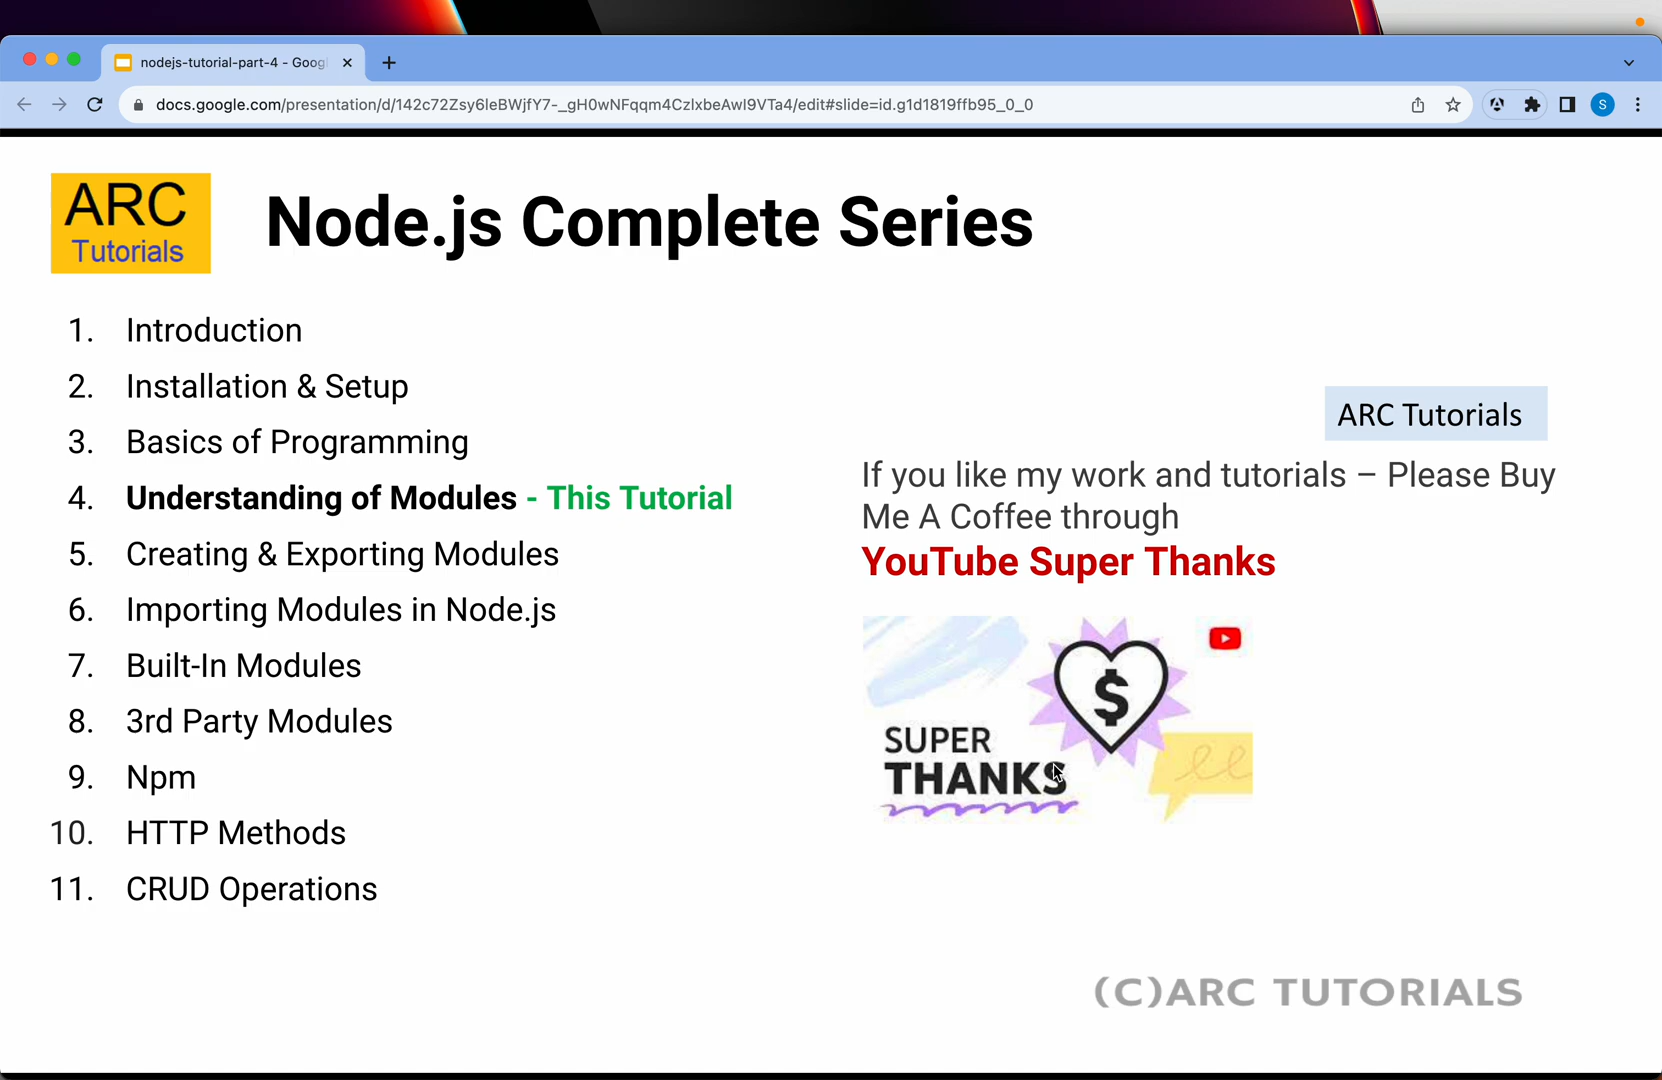 nodejs-tutorial-part-4 - Goog
docs.google.com/presentation/d/142c72Zsy6leBWjfY7-_gH0wNFqqm4CzlxbeAwI9VTa4/edit#slide=id.g1d1819ffb95_0_0
S
ARC
Tutorials
Node.js Complete Series
1. Introduction
2. Installation & Setup
3. Basics of Programming
4. Understanding of Modules - This Tutorial
5. Creating & Exporting Modules
6. Importing Modules in Node.js
7. Built-In Modules
8. 3rd Party Modules
9. Npm
10. HTTP Methods
11. CRUD Operations
ARC Tutorials
If you like my work and tutorials – Please Buy
Me A Coffee through
YouTube Super Thanks
$
SUPER
THANKS
(C)ARC TUTORIALS